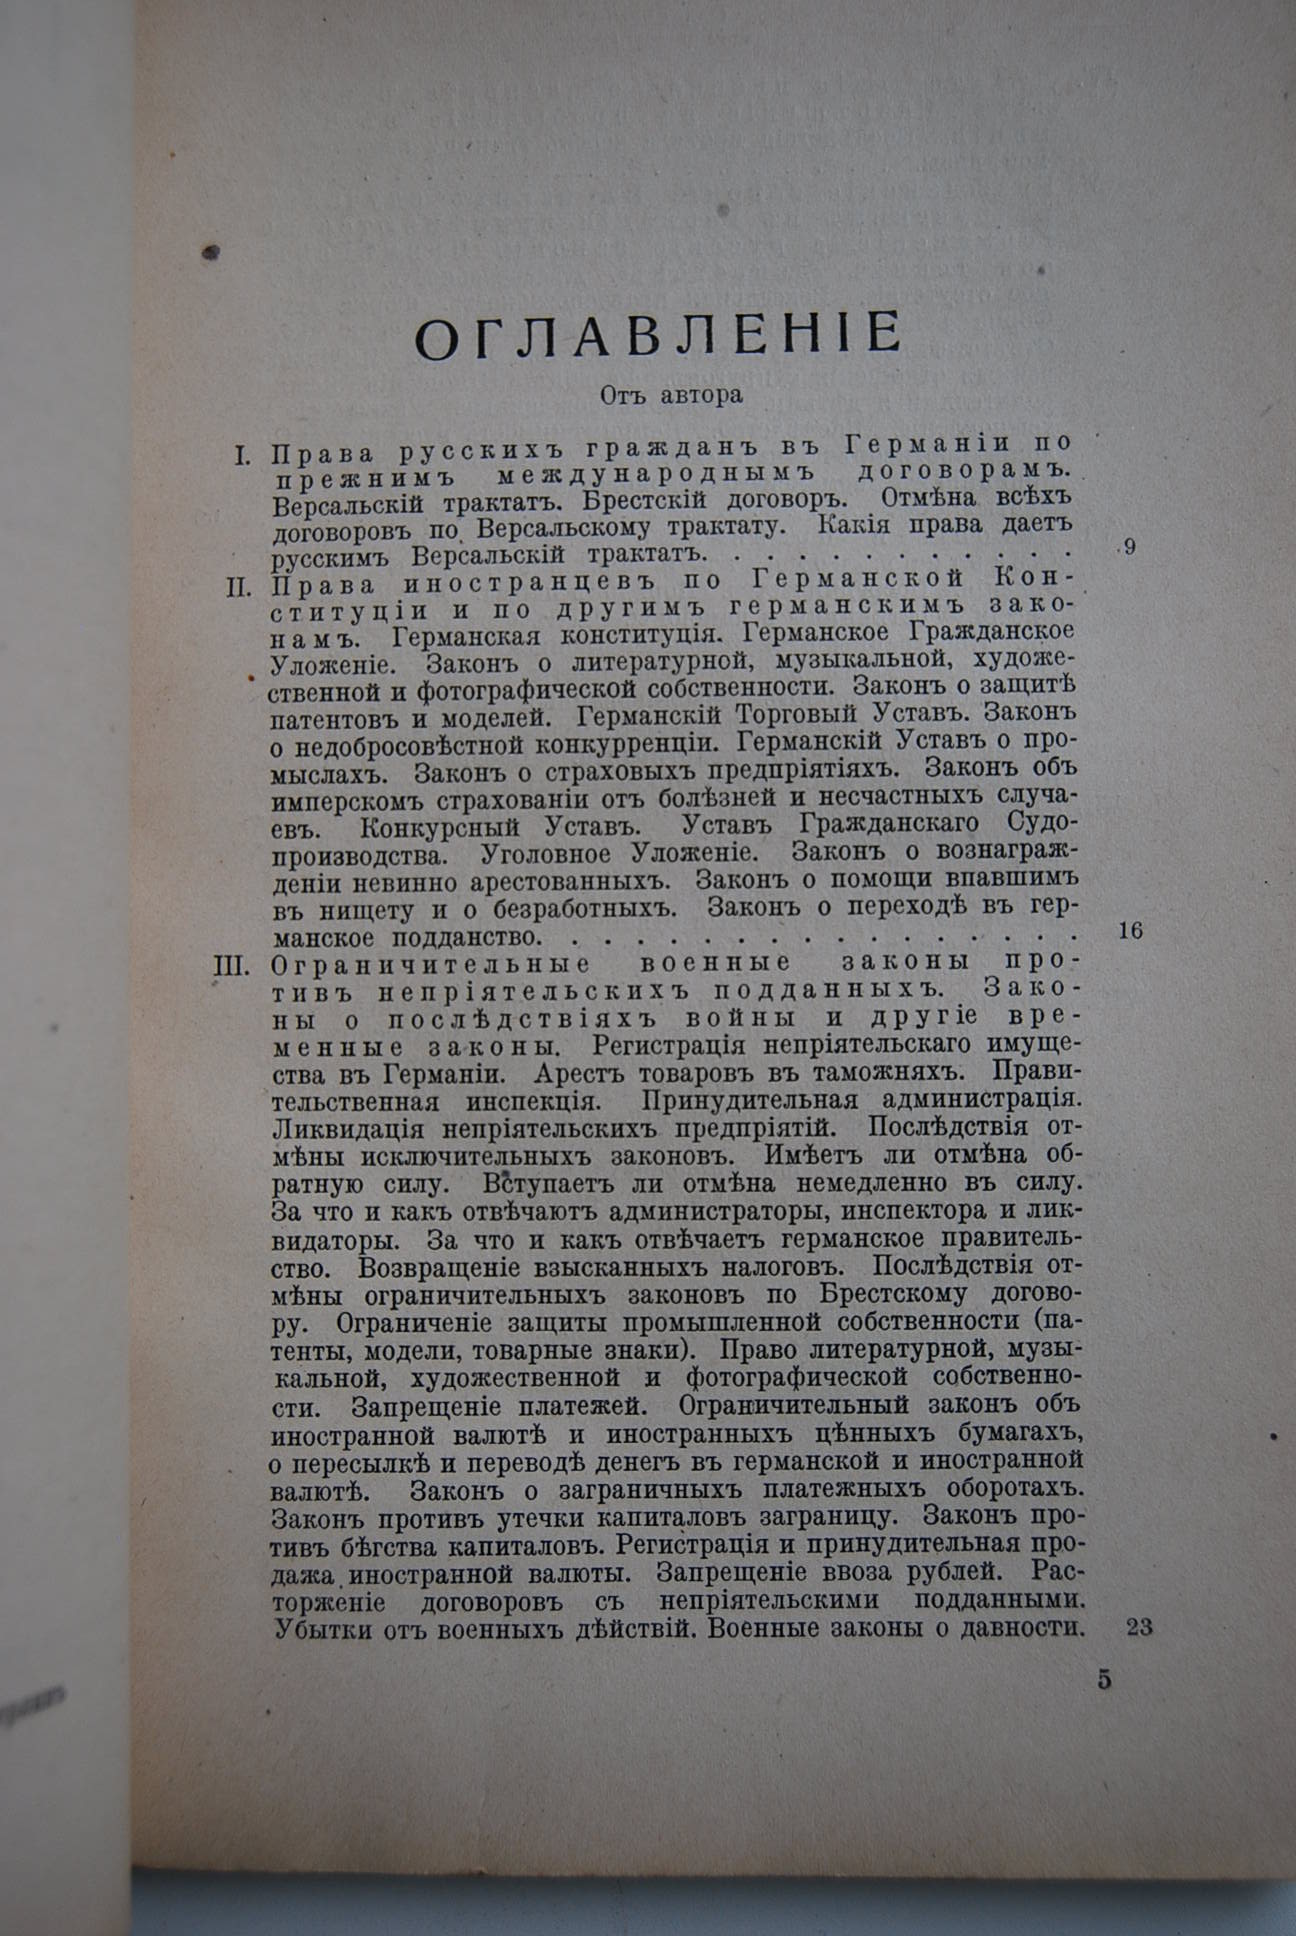 ОГЛАВЛЕНІЕ
Отъ автора
I. Права русскихъ гражданъ въ Германіи по
прежнимъ международнымъ договорамъ.
Версальскій трактатъ. Брестскій договоръ. Отмѣна всѣхъ
договоровъ по Версальскому трактату. Какія права даетъ
русскимъ Версальскій трактатъ. . . . . . . . . . . . . 9
II. Права иностранцевъ по Германской Кон-
ституціи и по другимъ германскимъ зако-
намъ. Германская конституція. Германское Гражданское
Уложеніе. Законъ о литературной, музыкальной, художе-
ственной и фотографической собственности. Законъ о защитѣ
патентовъ и моделей. Германскій Торговый Уставъ. Законъ
о недобросовѣстной конкурренціи. Германскій Уставъ о про-
мыслахъ. Законъ о страховыхъ предпріятіяхъ. Законъ объ
имперскомъ страхованіи отъ болѣзней и несчастныхъ случа-
евъ. Конкурсный Уставъ. Уставъ Гражданскаго Судо-
производства. Уголовное Уложеніе. Законъ о вознаграж-
деніи невинно арестованныхъ. Законъ о помощи впавшимъ
въ нищету и о безработныхъ. Законъ о переходѣ въ гер-
манское подданство. . . . . . . . . . . . . . . . . . . . 16
III. Ограничительные военные законы про-
тивъ непріятельскихъ подданныхъ. Зако-
ны о послѣдствіяхъ войны и другіе вре-
менные законы. Регистрація непріятельскаго имуще-
ства въ Германіи. Арестъ товаровъ въ таможняхъ. Прави-
тельственная инспекція. Принудительная администрація.
Ликвидація непріятельскихъ предпріятій. Послѣдствія от-
мѣны исключительныхъ законовъ. Имѣетъ ли отмѣна об-
ратную силу. Вступаетъ ли отмѣна немедленно въ силу.
За что и какъ отвѣчаютъ администраторы, инспектора и лик-
видаторы. За что и какъ отвѣчаетъ германское правитель-
ство. Возвращеніе взысканныхъ налоговъ. Послѣдствія от-
мѣны ограничительныхъ законовъ по Брестскому догово-
ру. Ограниченіе защиты промышленной собственности (па-
тенты, модели, товарные знаки). Право литературной, музы-
кальной, художественной и фотографической собственно-
сти. Запрещеніе платежей. Ограничительный законъ объ
иностранной валютѣ и иностранныхъ цѣнныхъ бумагахъ,
о пересылкѣ и переводѣ денегъ въ германской и иностранной
валютѣ. Законъ о заграничныхъ платежныхъ оборотахъ.
Законъ противъ утечки капиталовъ заграницу. Законъ про-
тивъ бѣгства капиталовъ. Регистрація и принудительная про-
дажа иностранной валюты. Запрещеніе ввоза рублей. Рас-
торженіе договоровъ съ непріятельскими подданными.
Убытки отъ военныхъ дѣйствій. Военные законы о давности. 23
5